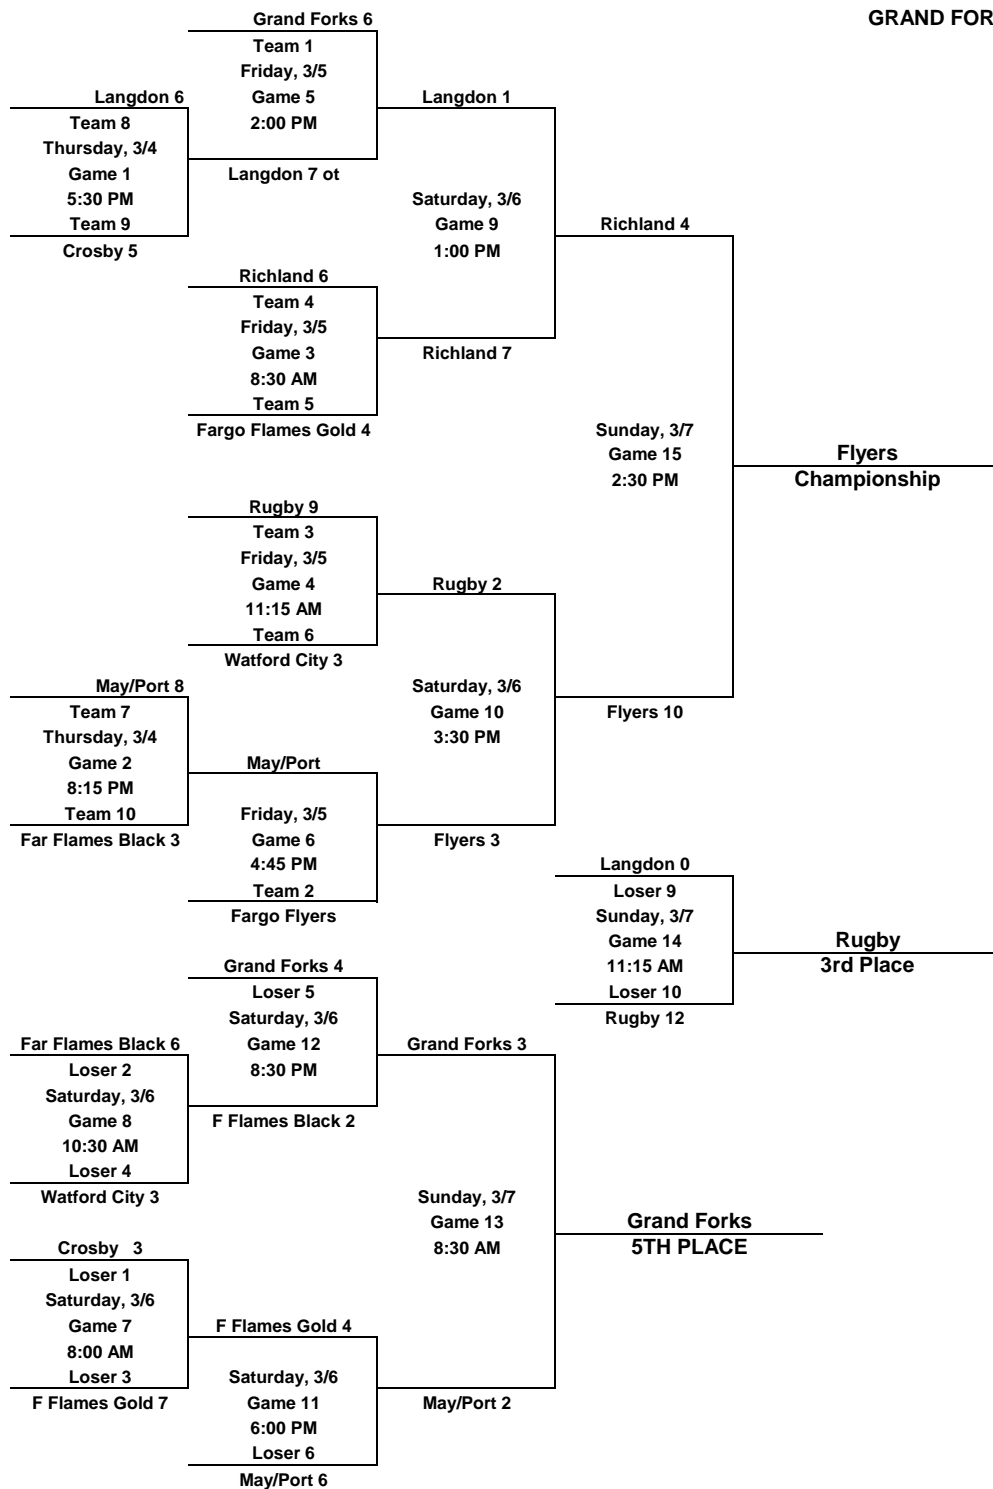 Grand Forks 6
GRAND FOR
Team 1
Friday, 3/5
Game 5
2:00 PM
Langdon 6
Langdon 1
Team 8
Thursday, 3/4
Game 1
5:30 PM
Team 9
Crosby 5
Langdon 7 ot
Saturday, 3/6
Game 9
1:00 PM
Richland 4
Richland 6
Team 4
Friday, 3/5
Game 3
8:30 AM
Team 5
Fargo Flames Gold 4
Richland 7
Sunday, 3/7
Game 15
2:30 PM
Flyers
Championship
Rugby 9
Team 3
Friday, 3/5
Game 4
11:15 AM
Team 6
Watford City 3
Rugby 2
May/Port 8
Team 7
Thursday, 3/4
Game 2
8:15 PM
Team 10
Far Flames Black 3
Saturday, 3/6
Game 10
3:30 PM
Flyers 10
May/Port
Friday, 3/5
Game 6
4:45 PM
Team 2
Fargo Flyers
Flyers 3
Langdon 0
Loser 9
Sunday, 3/7
Game 14
11:15 AM
Loser 10
Rugby 12
Rugby
3rd Place
Grand Forks 4
Loser 5
Saturday, 3/6
Game 12
8:30 PM
Far Flames Black 6
Loser 2
Saturday, 3/6
Game 8
10:30 AM
Loser 4
Watford City 3
F Flames Black 2
Grand Forks 3
Sunday, 3/7
Game 13
8:30 AM
Grand Forks
5TH PLACE
Crosby 3
Loser 1
Saturday, 3/6
Game 7
8:00 AM
Loser 3
F Flames Gold 7
F Flames Gold 4
Saturday, 3/6
Game 11
6:00 PM
Loser 6
May/Port 6
May/Port 2